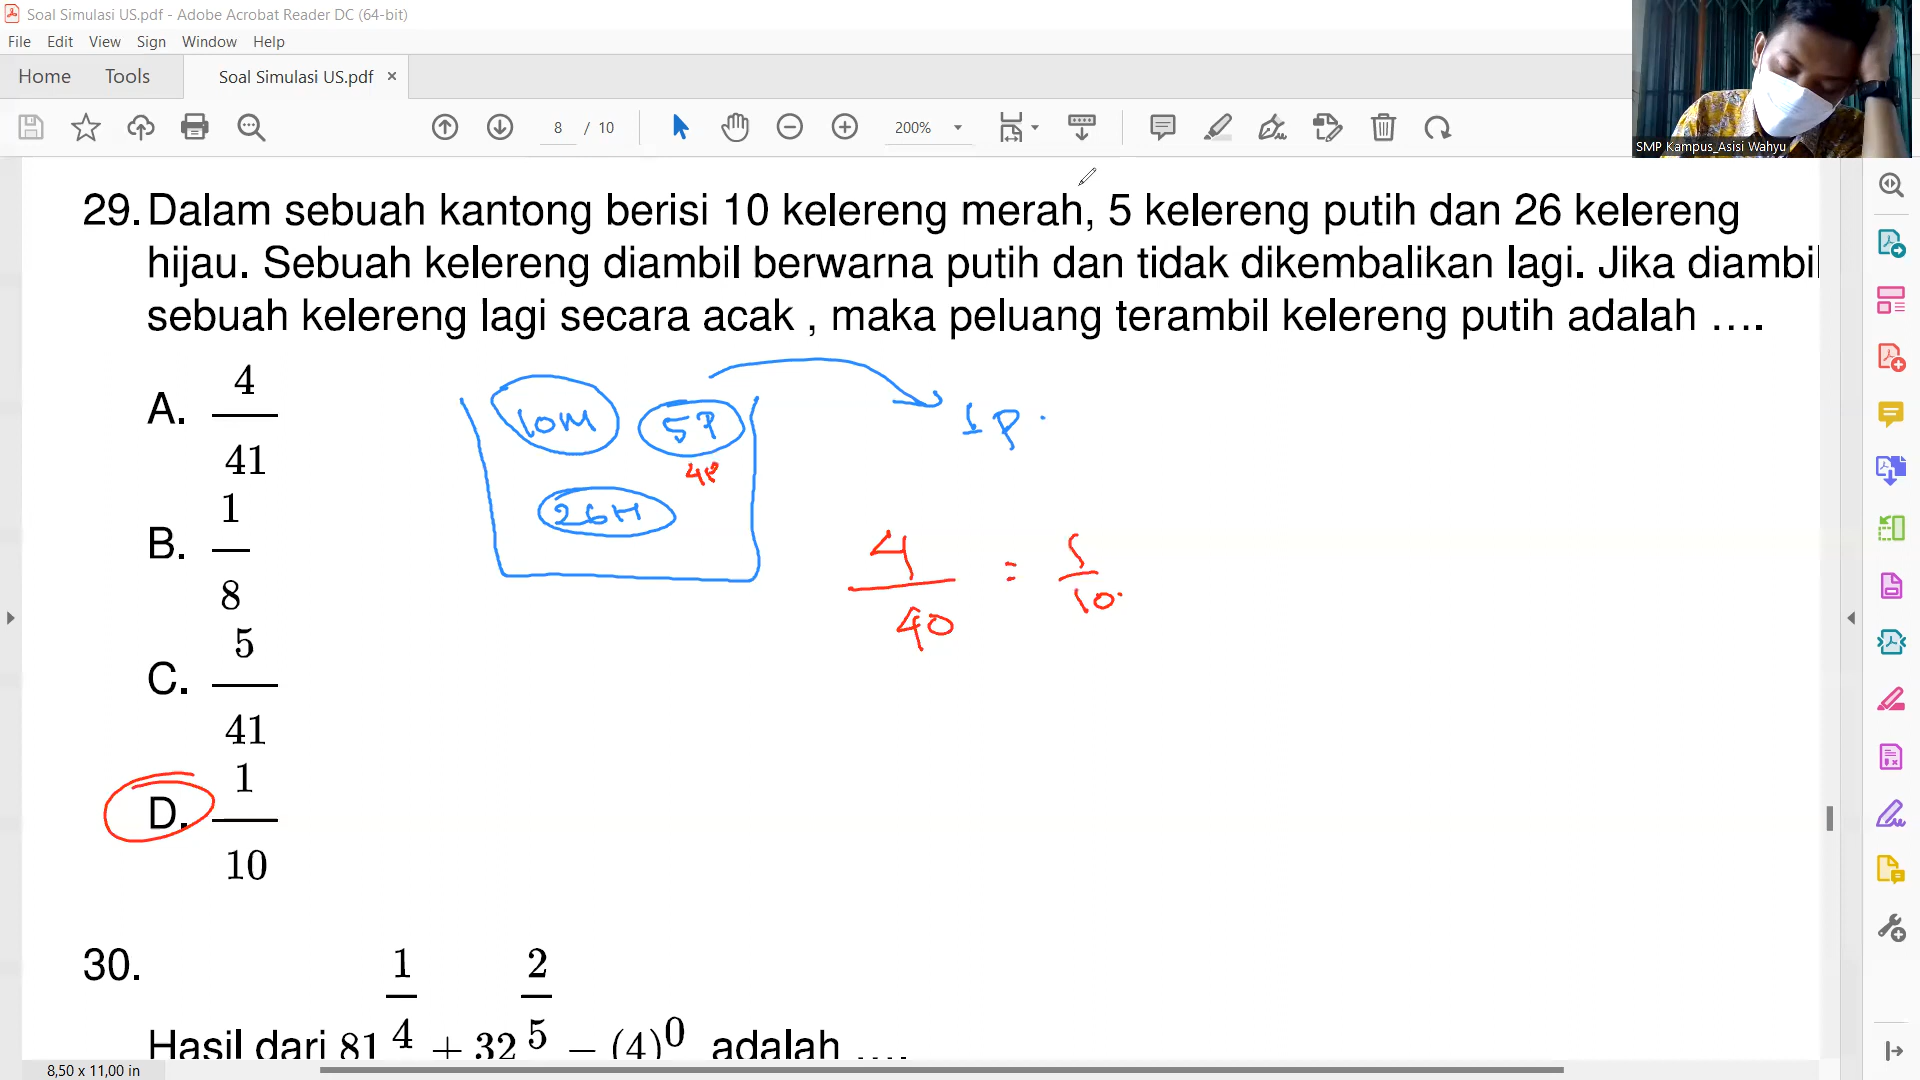 Soal Simulasi US.pdf - Adobe Acrobat Reader DC (64-bit)
File Edit View Sign Window Help
Home Tools Soal Simulasi US.pdf ×
8 / 10 200%
SMP Kampus_Asisi Wahyu
29. Dalam sebuah kantong berisi 10 kelereng merah, 5 kelereng putih dan 26 kelereng
hijau. Sebuah kelereng diambil berwarna putih dan tidak dikembalikan lagi. Jika diambil
sebuah kelereng lagi secara acak , maka peluang terambil kelereng putih adalah ....
A. 4/41
B. 1/8
C. 5/41
D. 1/10
10M 5P 1P.
4P
26H
4/40 = 1/10.
30.
Hasil dari 81^(1/4) + 32^(2/5) − (4)^0 adalah ....
8,50 x 11,00 in